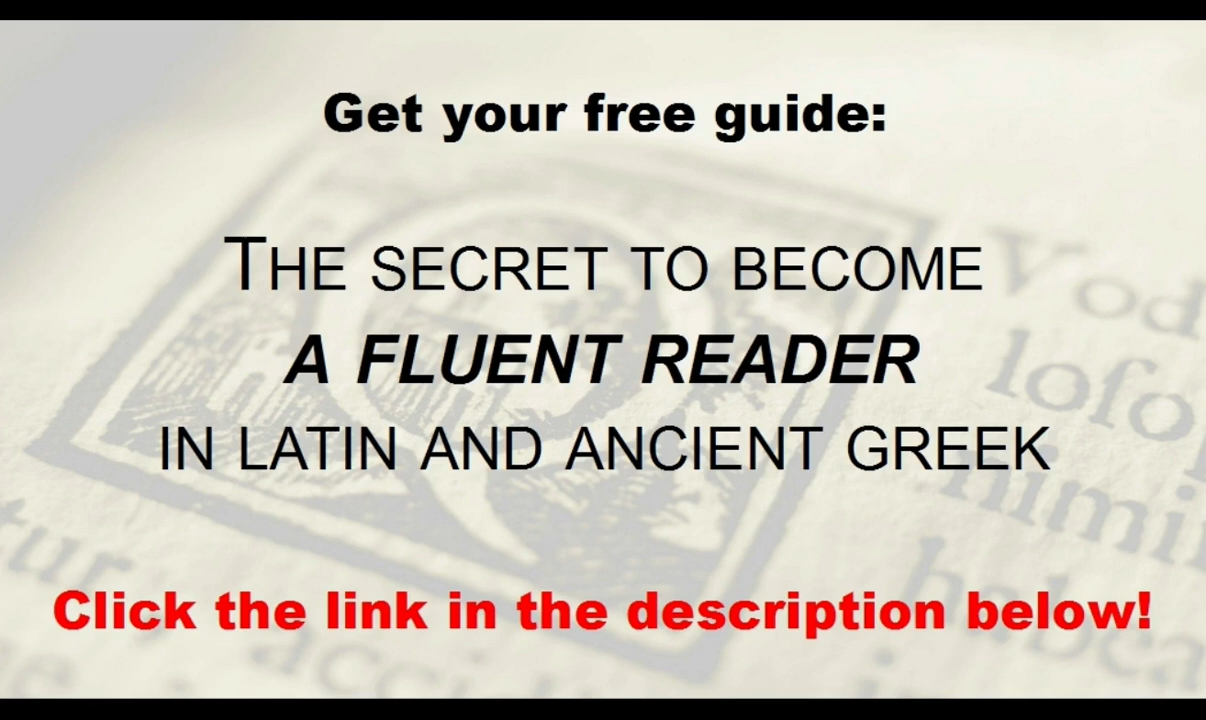 Get your free guide:
THE SECRET TO BECOME
A FLUENT READER
IN LATIN AND ANCIENT GREEK
Click the link in the description below!